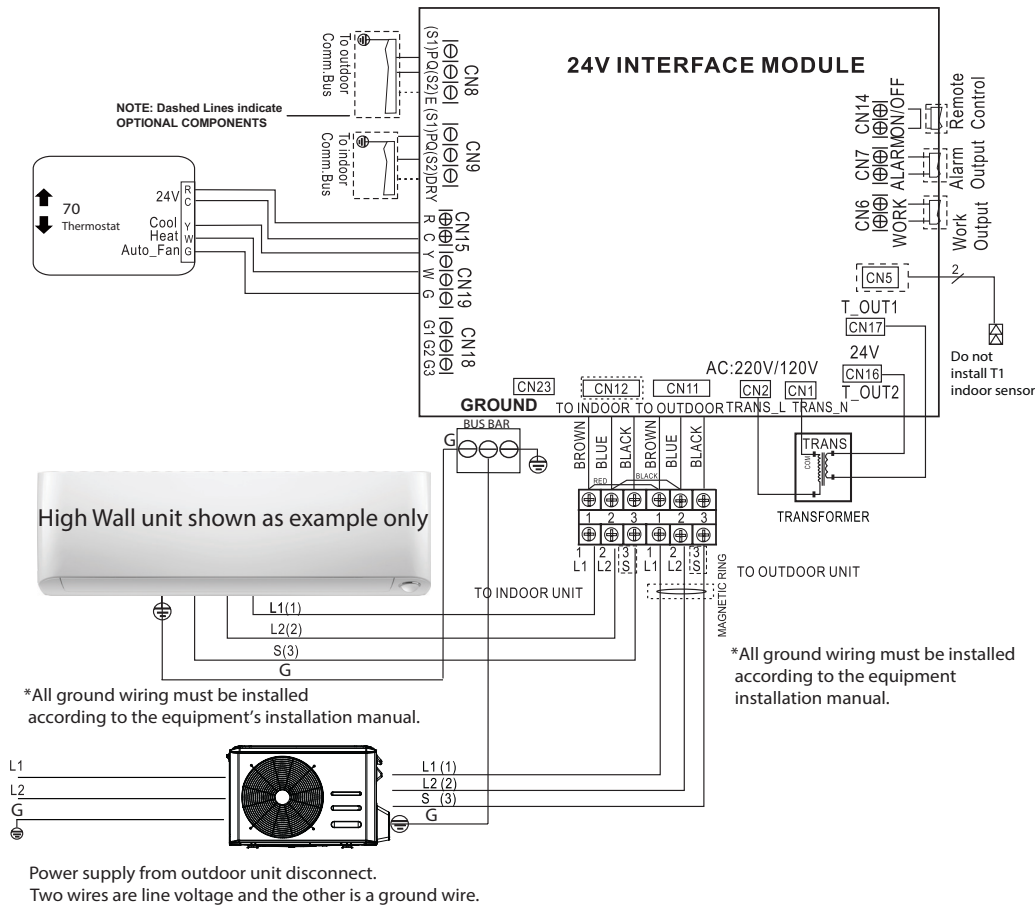 24V INTERFACE MODULE
To outdoor
Comm.Bus
(S1)PQ(S2)E
CN8
NOTE: Dashed Lines indicate
OPTIONAL COMPONENTS
To indoor
Comm.Bus
(S1)PQ(S2)DRY
CN9
70
Thermostat
24V
Cool
Heat
Auto_Fan
R
C
Y
W
G
R
C
Y
W
G
CN15
CN19
G1 G2 G3
CN18
CN14
ON/OFF
Remote
Control
CN7
ALARM
Alarm
Output
CN6
WORK
Work
Output
CN5
2
Do not
install T1
indoor sensor
T_OUT1
CN17
24V
CN16
T_OUT2
AC:220V/120V
CN23
CN12
CN11
CN2
CN1
GROUND
TO INDOOR
TO OUTDOOR
TRANS_L
TRANS_N
BUS BAR
G
BROWN
BLUE
BLACK
BROWN
BLUE
BLACK
RED
BLACK
1 2 3 1 2 3
1 2 3 1 2 3
L1 L2 S L1 L2 S
TRANS
COM
TRANSFORMER
High Wall unit shown as example only
TO INDOOR UNIT
MAGNETIC RING
TO OUTDOOR UNIT
L1(1)
L2(2)
S(3)
G
*All ground wiring must be installed
according to the equipment's installation manual.
*All ground wiring must be installed
according to the equipment
installation manual.
L1
L2
G
L1 (1)
L2 (2)
S (3)
G
Power supply from outdoor unit disconnect.
Two wires are line voltage and the other is a ground wire.